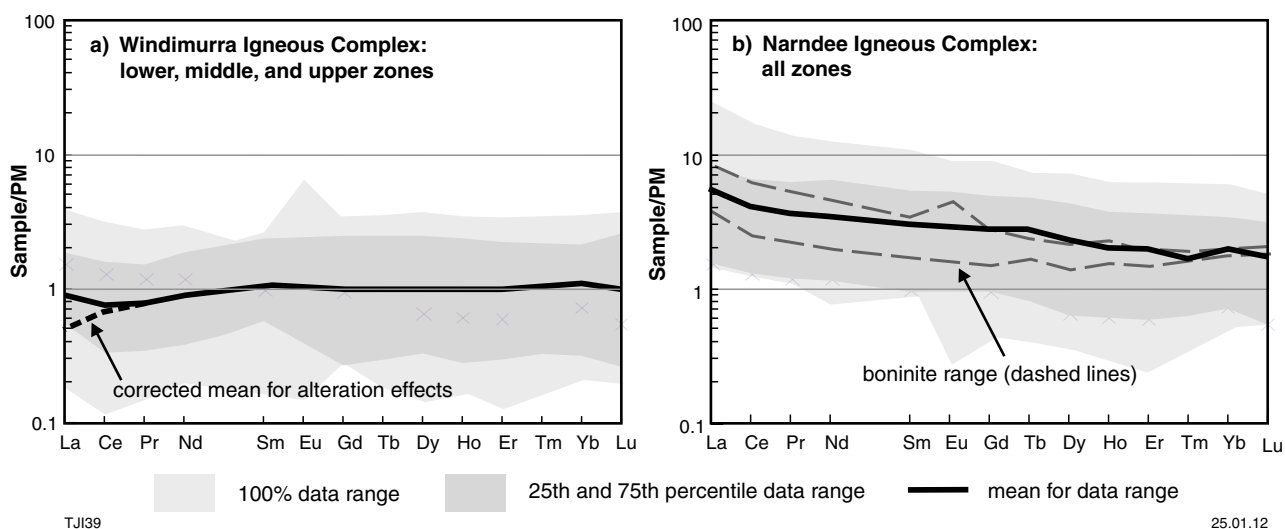 a) Windimurra Igneous Complex:
lower, middle, and upper zones
100
10
1
0.1
Sample/PM
corrected mean for alteration effects
La Ce Pr Nd Sm Eu Gd Tb Dy Ho Er Tm Yb Lu
b) Narndee Igneous Complex:
all zones
100
10
1
0.1
Sample/PM
boninite range (dashed lines)
La Ce Pr Nd Sm Eu Gd Tb Dy Ho Er Tm Yb Lu
100% data range
25th and 75th percentile data range
mean for data range
TJI39
25.01.12